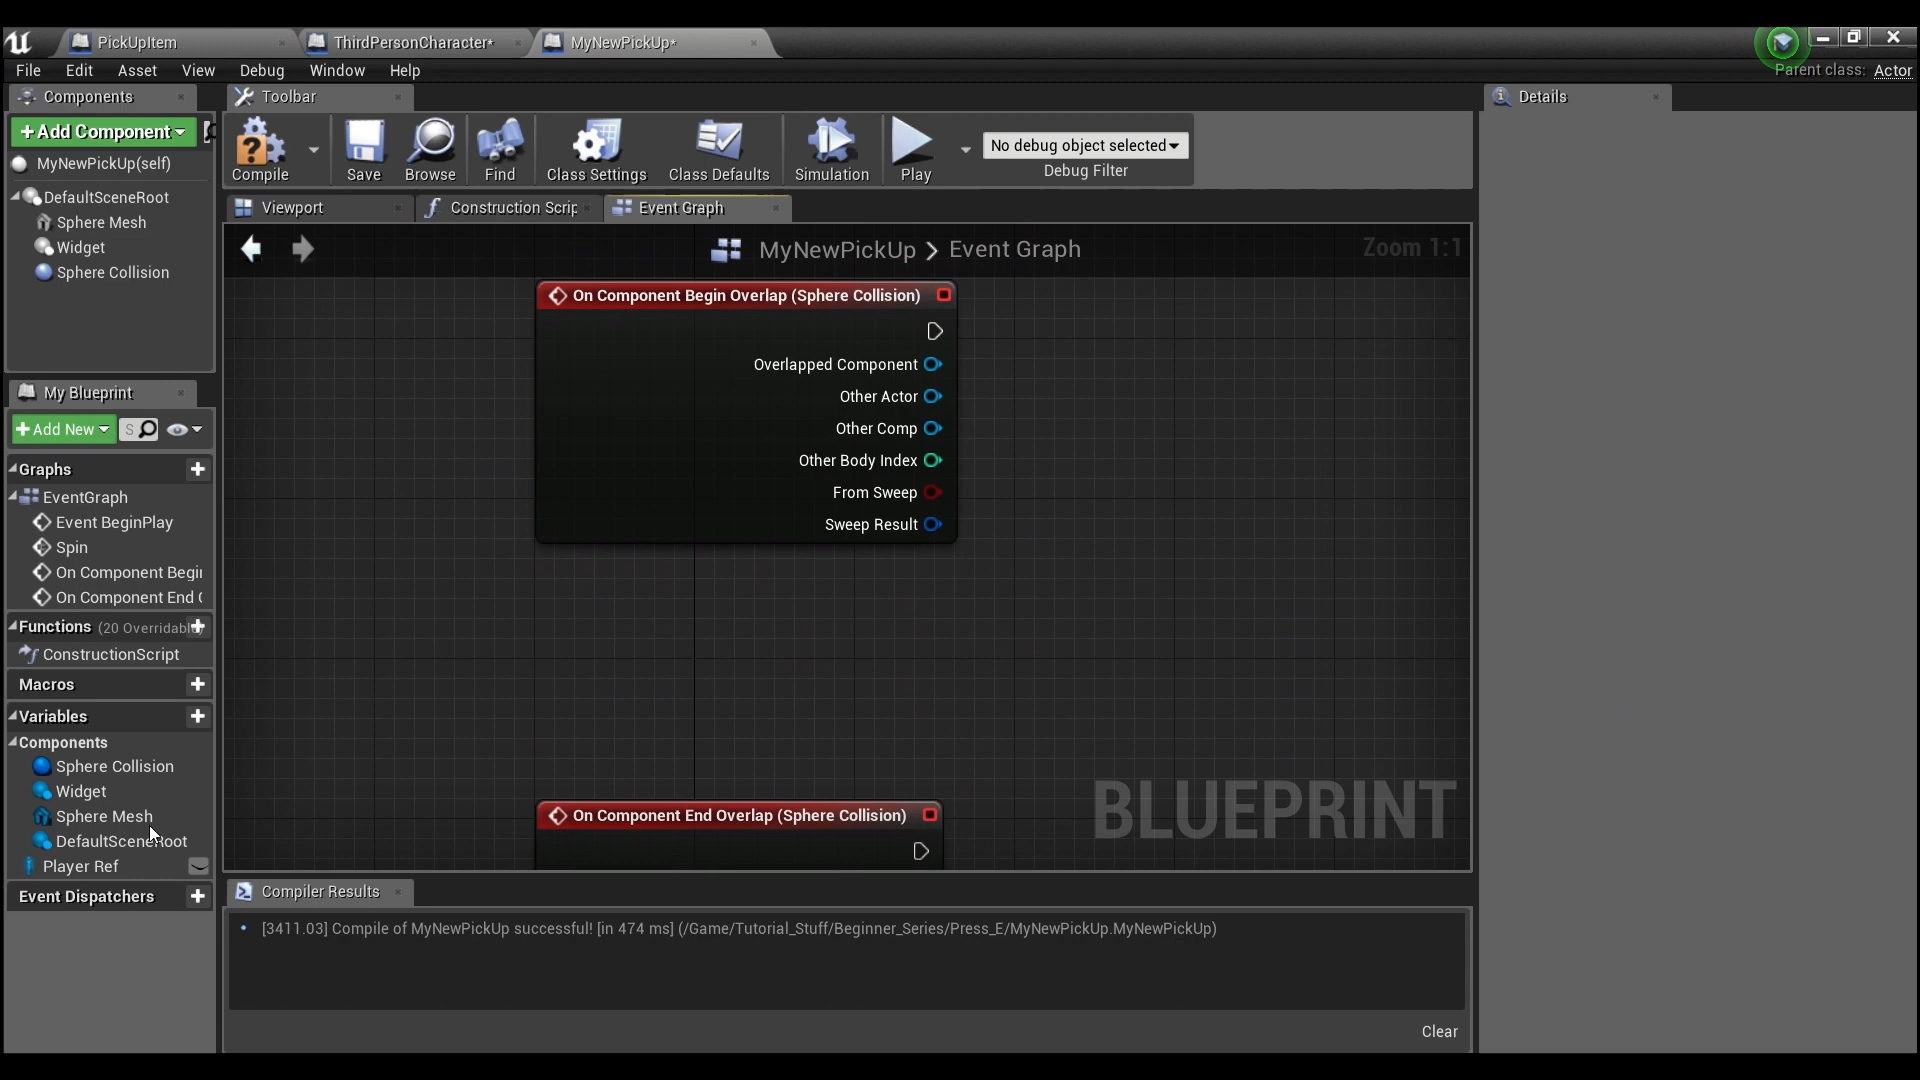 PickUpItem
ThirdPersonCharacter*
MyNewPickUp*
File Edit Asset View Debug Window Help
Parent class: Actor
Components
Toolbar
Details
+Add Component
MyNewPickUp(self)
DefaultSceneRoot
Sphere Mesh
Widget
Sphere Collision
Compile
Save
Browse
Find
Class Settings
Class Defaults
Simulation
Play
No debug object selected
Debug Filter
Viewport
Construction Scrip
Event Graph
MyNewPickUp > Event Graph
Zoom 1:1
On Component Begin Overlap (Sphere Collision)
Overlapped Component
Other Actor
Other Comp
Other Body Index
From Sweep
Sweep Result
On Component End Overlap (Sphere Collision)
BLUEPRINT
My Blueprint
+Add New
S
Graphs
EventGraph
Event BeginPlay
Spin
On Component Begin
On Component End
Functions (20 Overridabl
ConstructionScript
Macros
Variables
Components
Sphere Collision
Widget
Sphere Mesh
DefaultSceneRoot
Player Ref
Event Dispatchers
Compiler Results
[3411.03] Compile of MyNewPickUp successful! [in 474 ms] (/Game/Tutorial_Stuff/Beginner_Series/Press_E/MyNewPickUp.MyNewPickUp)
Clear